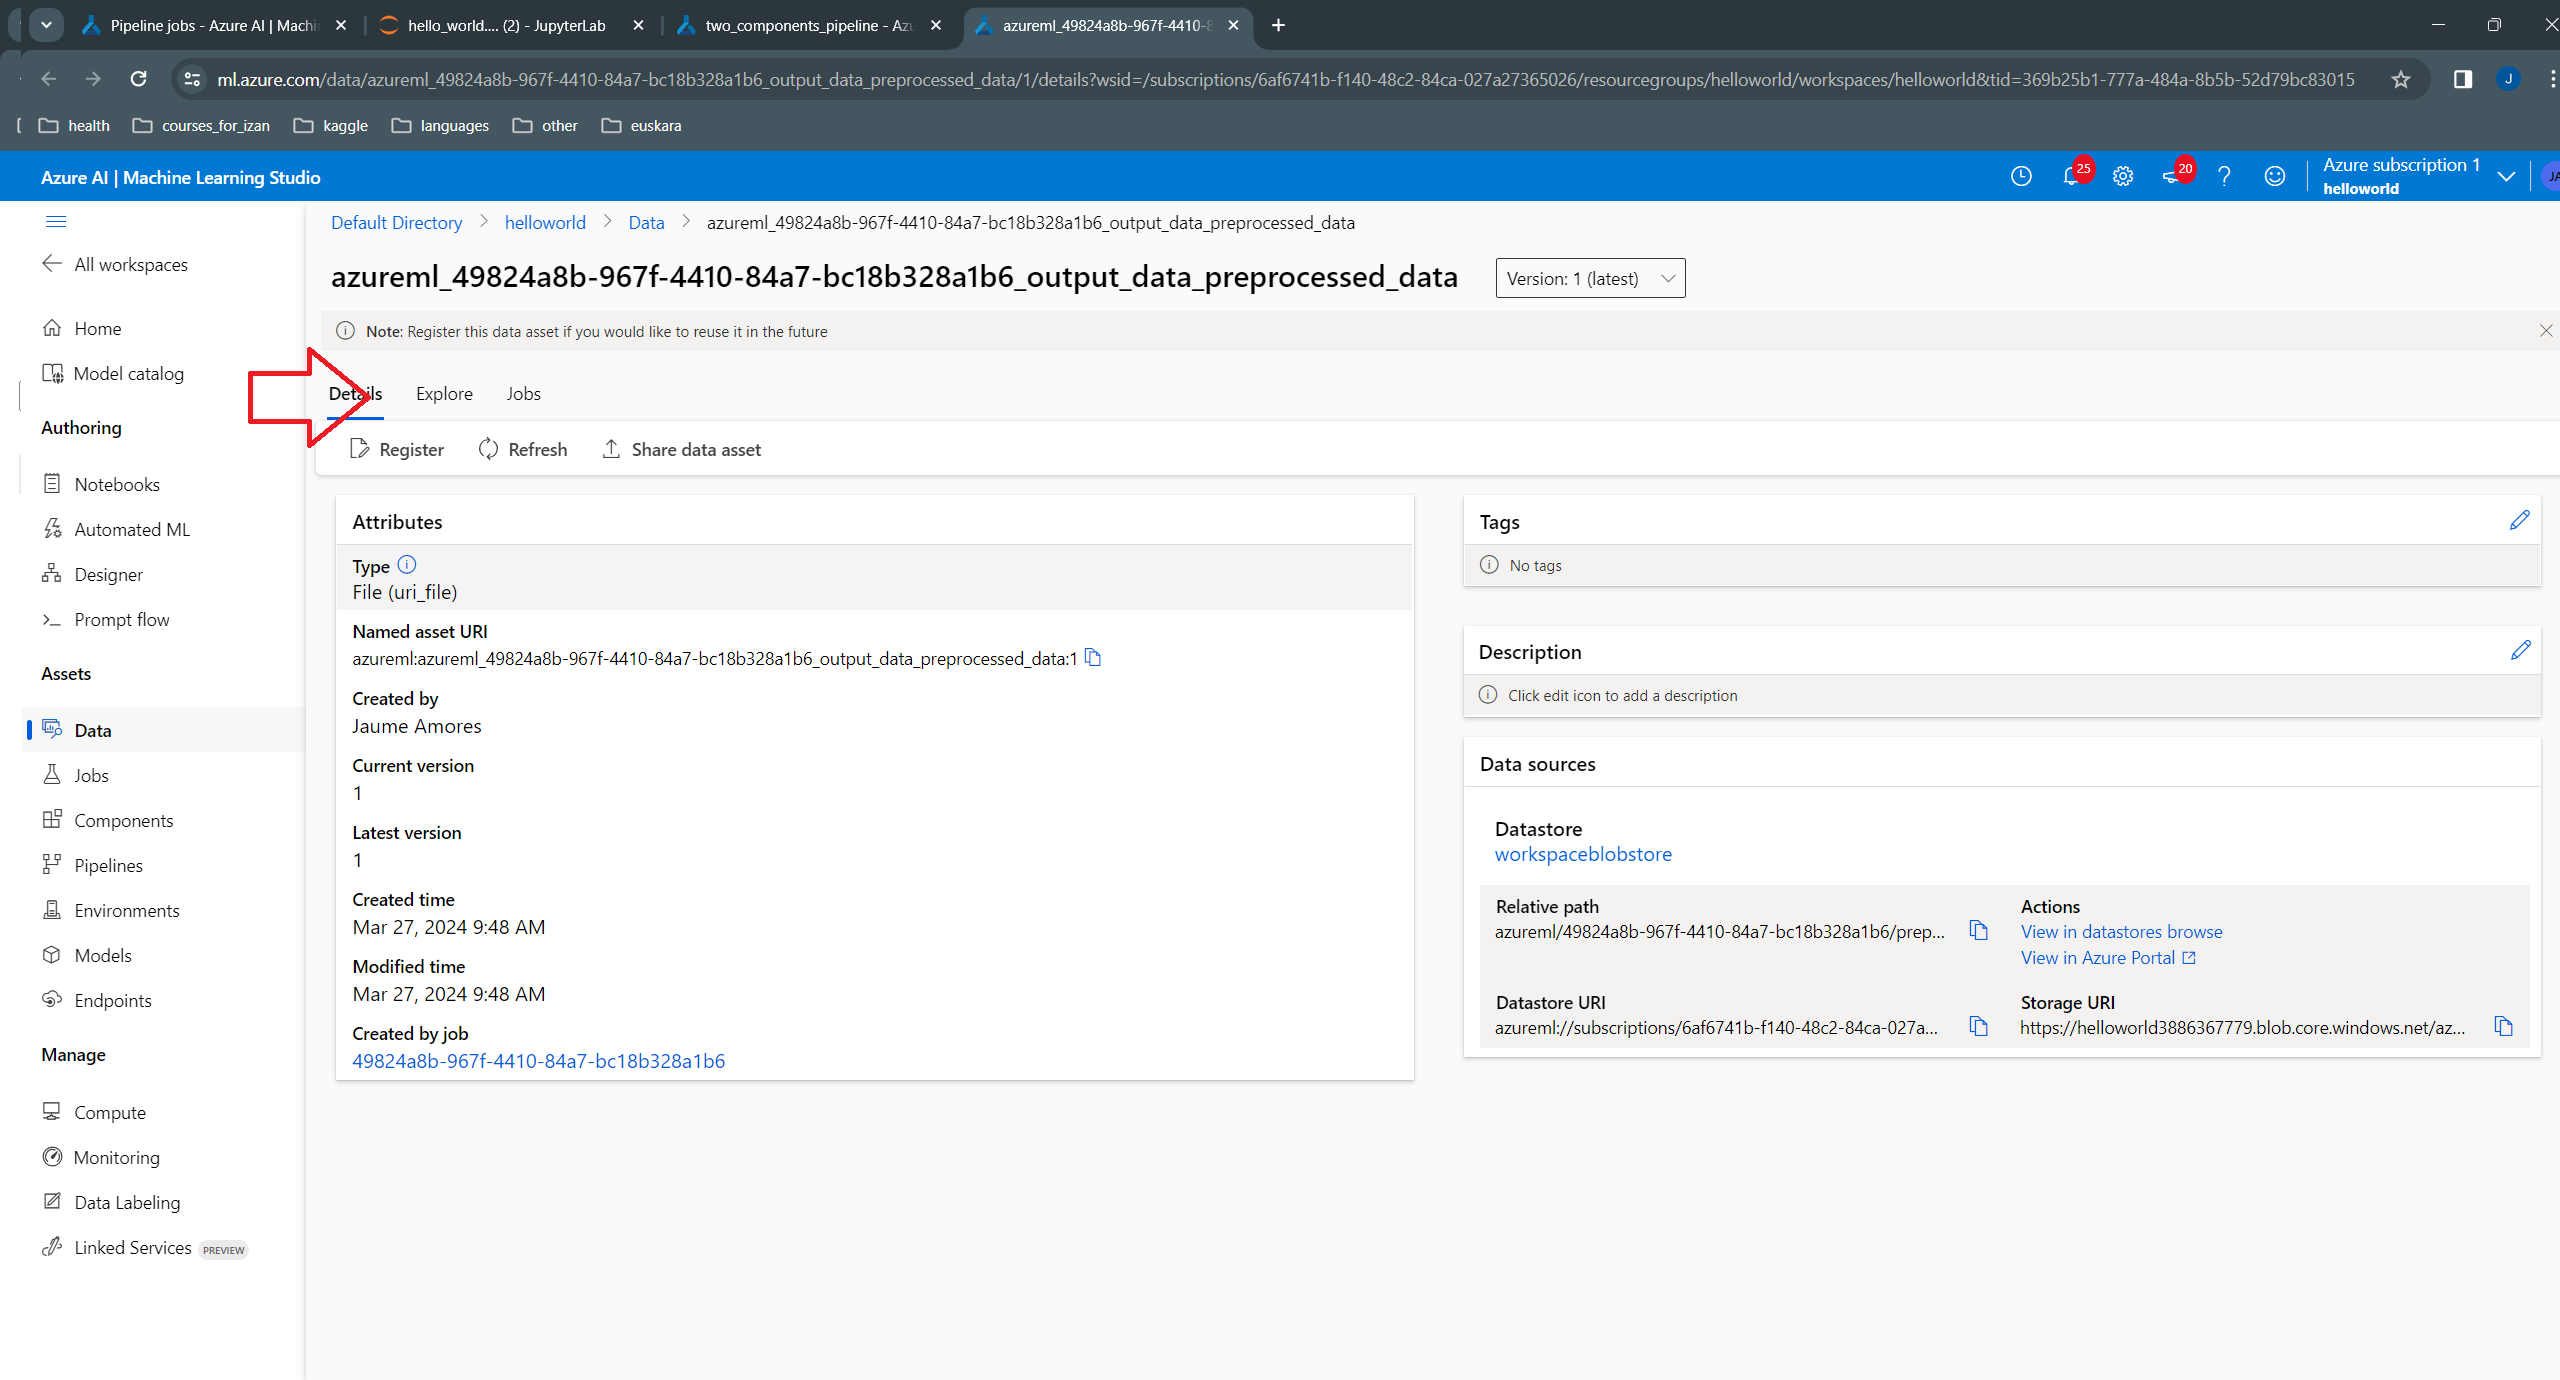 Pipeline jobs - Azure AI | Machi
hello_world.... (2) - JupyterLab
two_components_pipeline - Azu
azureml_49824a8b-967f-4410-8
ml.azure.com/data/azureml_49824a8b-967f-4410-84a7-bc18b328a1b6_output_data_preprocessed_data/1/details?wsid=/subscriptions/6af6741b-f140-48c2-84ca-027a27365026/resourcegroups/helloworld/workspaces/helloworld&tid=369b25b1-777a-484a-8b5b-52d79bc83015
J
health
courses_for_izan
kaggle
languages
other
euskara
Azure AI | Machine Learning Studio
25
20
Azure subscription 1
helloworld
JA
All workspaces
Home
Model catalog
Authoring
Notebooks
Automated ML
Designer
Prompt flow
Assets
Data
Jobs
Components
Pipelines
Environments
Models
Endpoints
Manage
Compute
Monitoring
Data Labeling
Linked Services PREVIEW
Default Directory > helloworld > Data > azureml_49824a8b-967f-4410-84a7-bc18b328a1b6_output_data_preprocessed_data
azureml_49824a8b-967f-4410-84a7-bc18b328a1b6_output_data_preprocessed_data
Version: 1 (latest)
Note: Register this data asset if you would like to reuse it in the future
Details Explore Jobs
Register Refresh Share data asset
Attributes
Type
File (uri_file)
Named asset URI
azureml:azureml_49824a8b-967f-4410-84a7-bc18b328a1b6_output_data_preprocessed_data:1
Created by
Jaume Amores
Current version
1
Latest version
1
Created time
Mar 27, 2024 9:48 AM
Modified time
Mar 27, 2024 9:48 AM
Created by job
49824a8b-967f-4410-84a7-bc18b328a1b6
Tags
No tags
Description
Click edit icon to add a description
Data sources
Datastore
workspaceblobstore
Relative path
azureml/49824a8b-967f-4410-84a7-bc18b328a1b6/prep...
Actions
View in datastores browse
View in Azure Portal
Datastore URI
azureml://subscriptions/6af6741b-f140-48c2-84ca-027a...
Storage URI
https://helloworld3886367779.blob.core.windows.net/az...